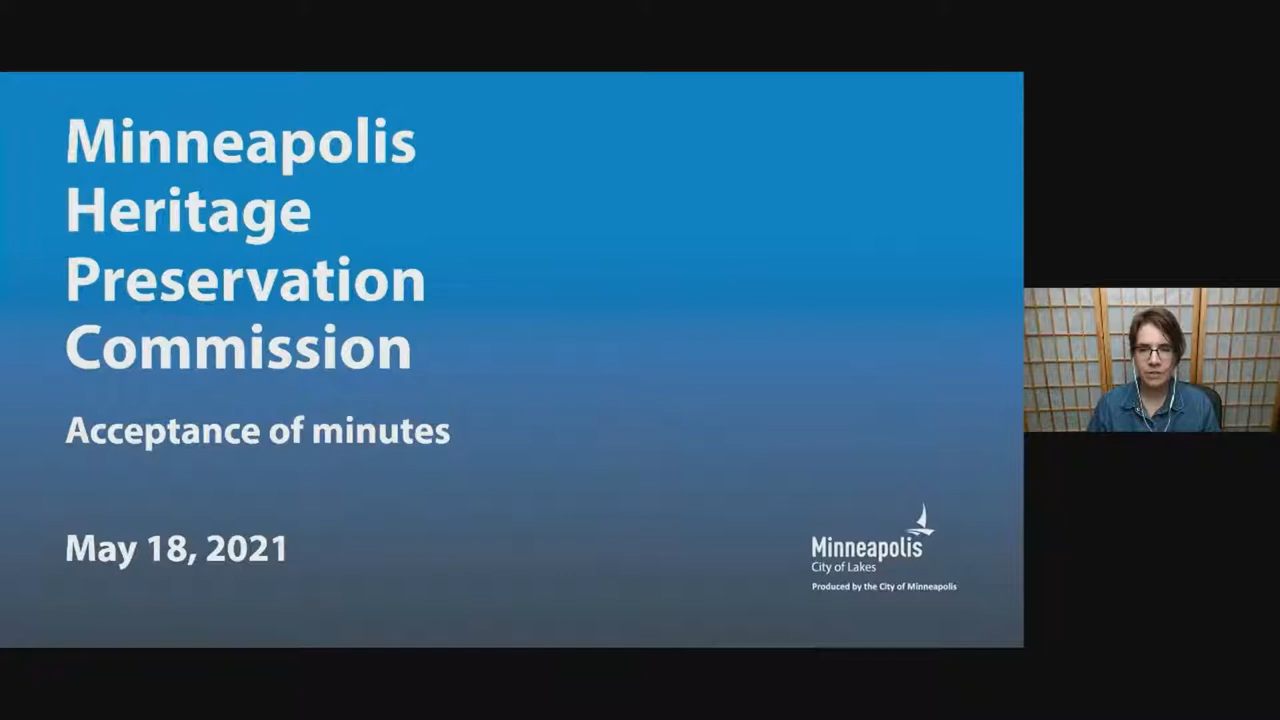 Minneapolis
Heritage
Preservation
Commission
Acceptance of minutes
May 18, 2021
Minneapolis
City of Lakes
Produced by the City of Minneapolis